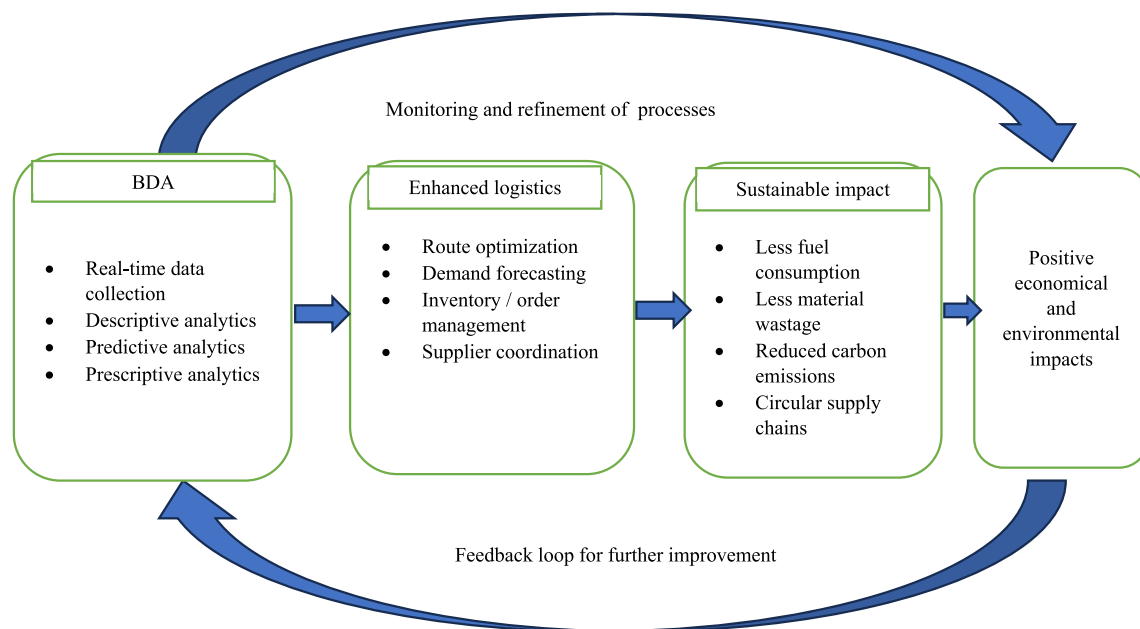 Monitoring and refinement of processes
BDA
• Real-time data
collection
• Descriptive analytics
• Predictive analytics
• Prescriptive analytics
Enhanced logistics
• Route optimization
• Demand forecasting
• Inventory / order
management
• Supplier coordination
Sustainable impact
• Less fuel
consumption
• Less material
wastage
• Reduced carbon
emissions
• Circular supply
chains
Positive
economical
and
environmental
impacts
Feedback loop for further improvement